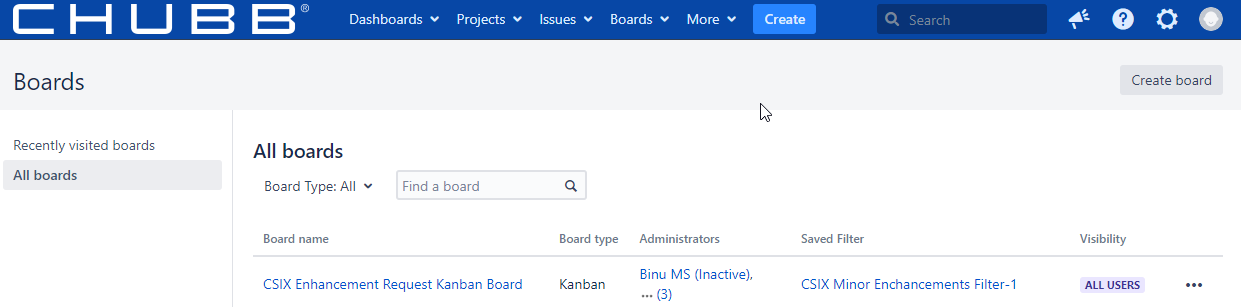 CHUBB®
Dashboards Projects Issues Boards More Create Search
Boards
Create board
Recently visited boards
All boards
All boards
Board Type: All Find a board
Board name Board type Administrators Saved Filter Visibility
CSIX Enhancement Request Kanban Board Kanban Binu MS (Inactive), ... (3) CSIX Minor Enchancements Filter-1 ALL USERS